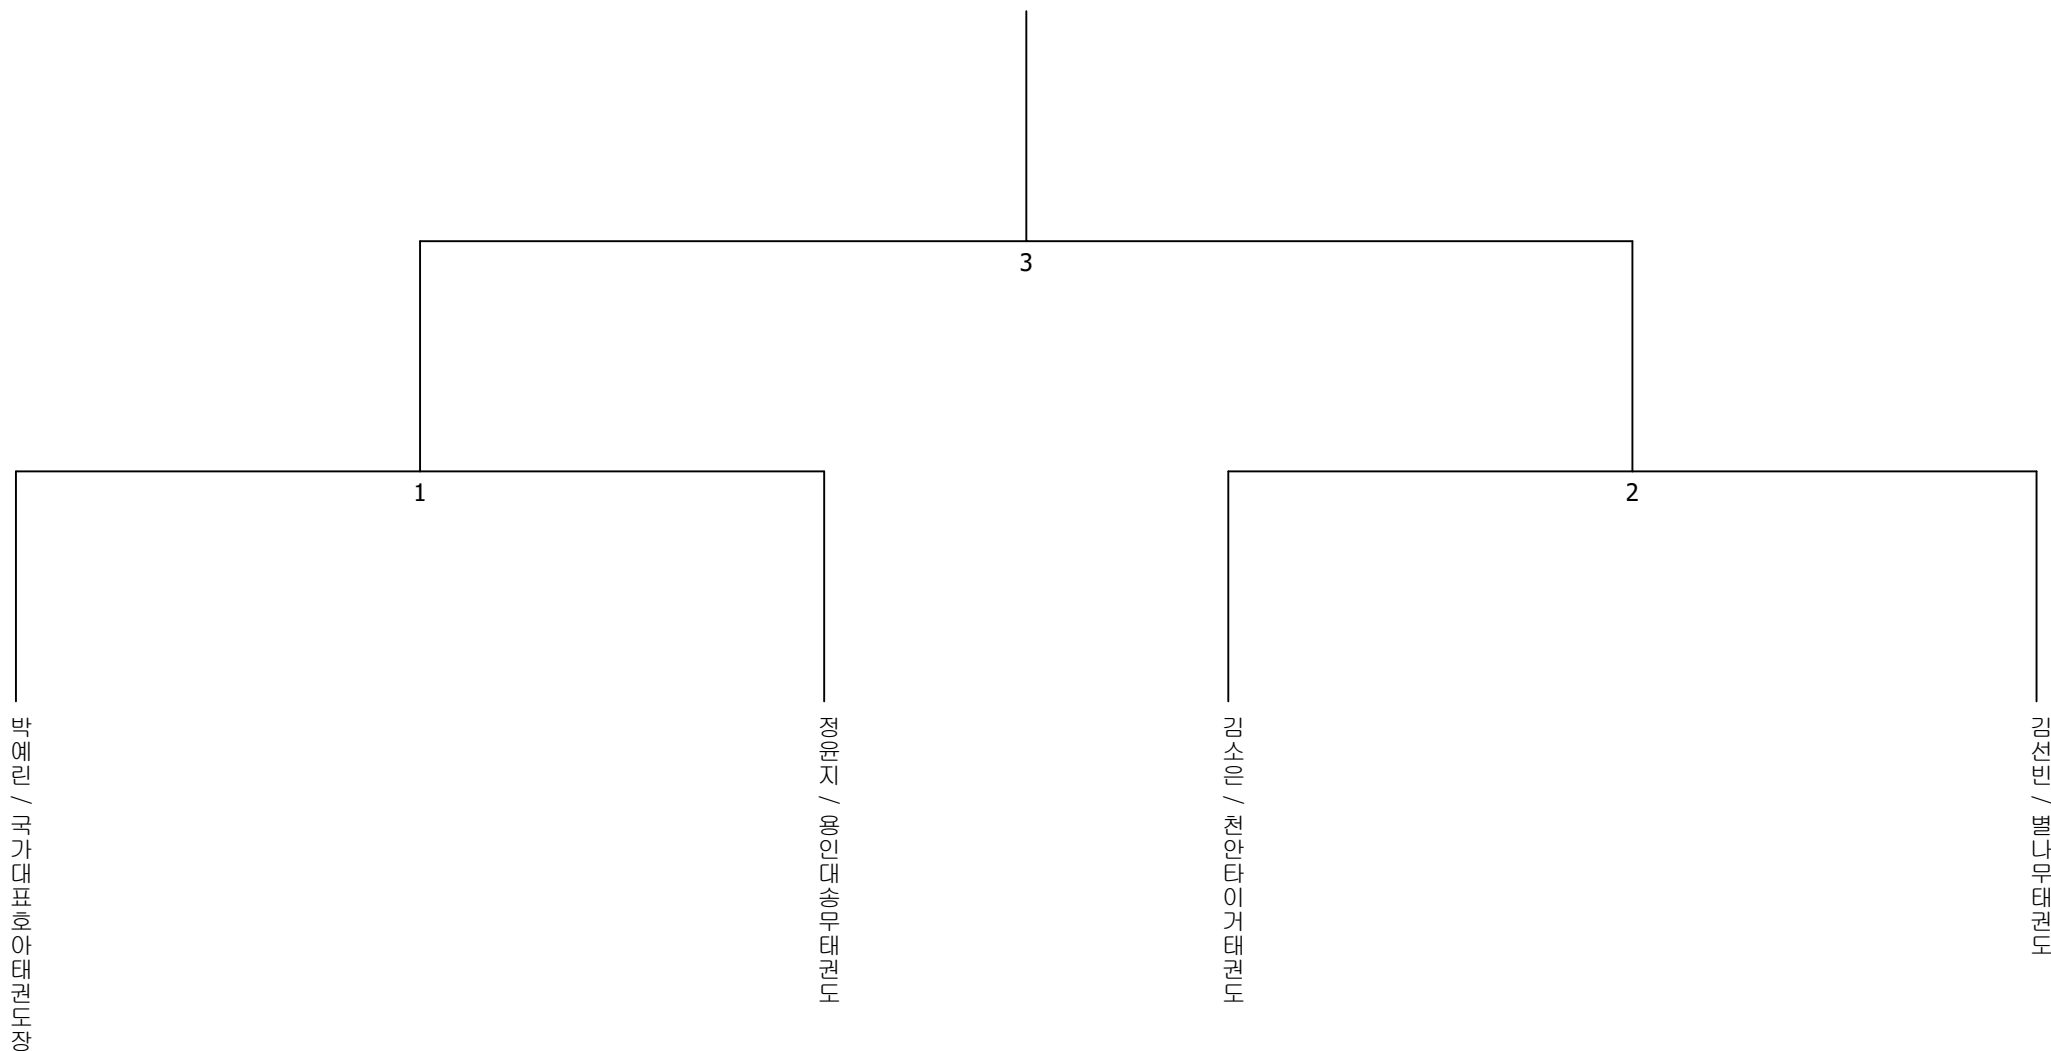 3
1
2
박예린 / 국가대표호아태권도장
정윤지 / 용인대송무태권도
김소은 / 천안타이거태권도
김선빈 / 별나무태권도